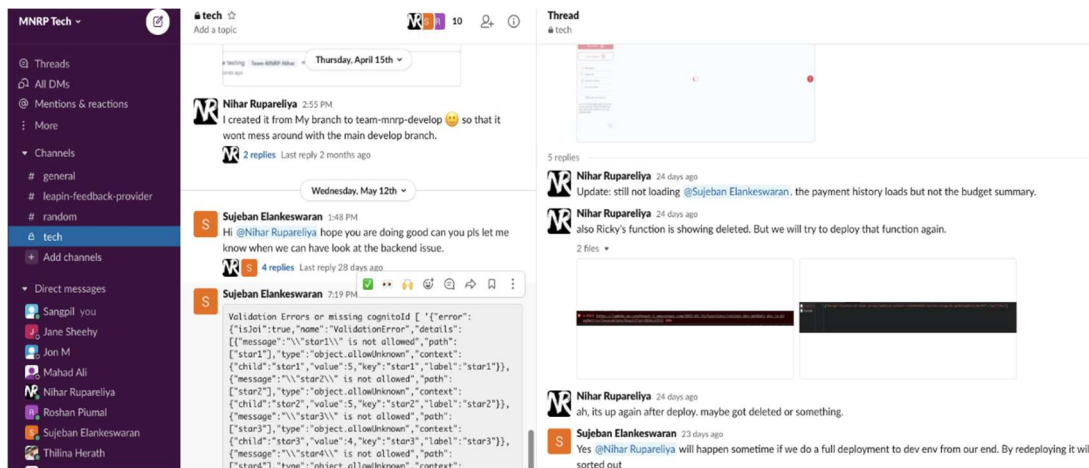 MNRP Tech
Threads
All DMs
Mentions & reactions
More
Channels
# general
# leapin-feedback-provider
# random
tech
+ Add channels
Direct messages
Sangpil you
Jane Sheehy
Jon M
Mahad Ali
Nihar Rupareliya
Roshan Piumal
Sujeban Elankeswaran
Thilina Herath
tech
Add a topic
10
Thursday, April 15th
Nihar Rupareliya 2:55 PM
I created it from My branch to team-mnrp-develop so that it
wont mess around with the main develop branch.
2 replies Last reply 2 months ago
Wednesday, May 12th
Sujeban Elankeswaran 1:48 PM
Hi @Nihar Rupareliya hope you are doing good can you pls let me
know when we can have look at the backend issue.
4 replies Last reply 28 days ago
Sujeban Elankeswaran 7:19 PM
Validation Errors or missing cognitoId [ '{"error":
{"isJoi":true,"name":"ValidationError","details":
[{"message":"\\"star1\\" is not allowed","path":
["star1"],"type":"object.allowUnknown","context":
{"child":"star1","value":5,"key":"star1","label":"star1"}},
{"message":"\\"star2\\" is not allowed","path":
["star2"],"type":"object.allowUnknown","context":
{"child":"star2","value":5,"key":"star2","label":"star2"}},
{"message":"\\"star3\\" is not allowed","path":
["star3"],"type":"object.allowUnknown","context":
{"child":"star3","value":4,"key":"star3","label":"star3"}},
{"message":"\\"star4\\" is not allowed","path":
["star4"],"type":"object.allowUnknown","context":
Thread
tech
5 replies
Nihar Rupareliya 24 days ago
Update: still not loading @Sujeban Elankeswaran. the payment history loads but not the budget summary.
Nihar Rupareliya 24 days ago
also Ricky's function is showing deleted. But we will try to deploy that function again.
2 files
Nihar Rupareliya 24 days ago
ah, its up again after deploy. maybe got deleted or something.
Sujeban Elankeswaran 23 days ago
Yes @Nihar Rupareliya will happen sometime if we do a full deployment to dev env from our end. By redeploying it wil
sorted out